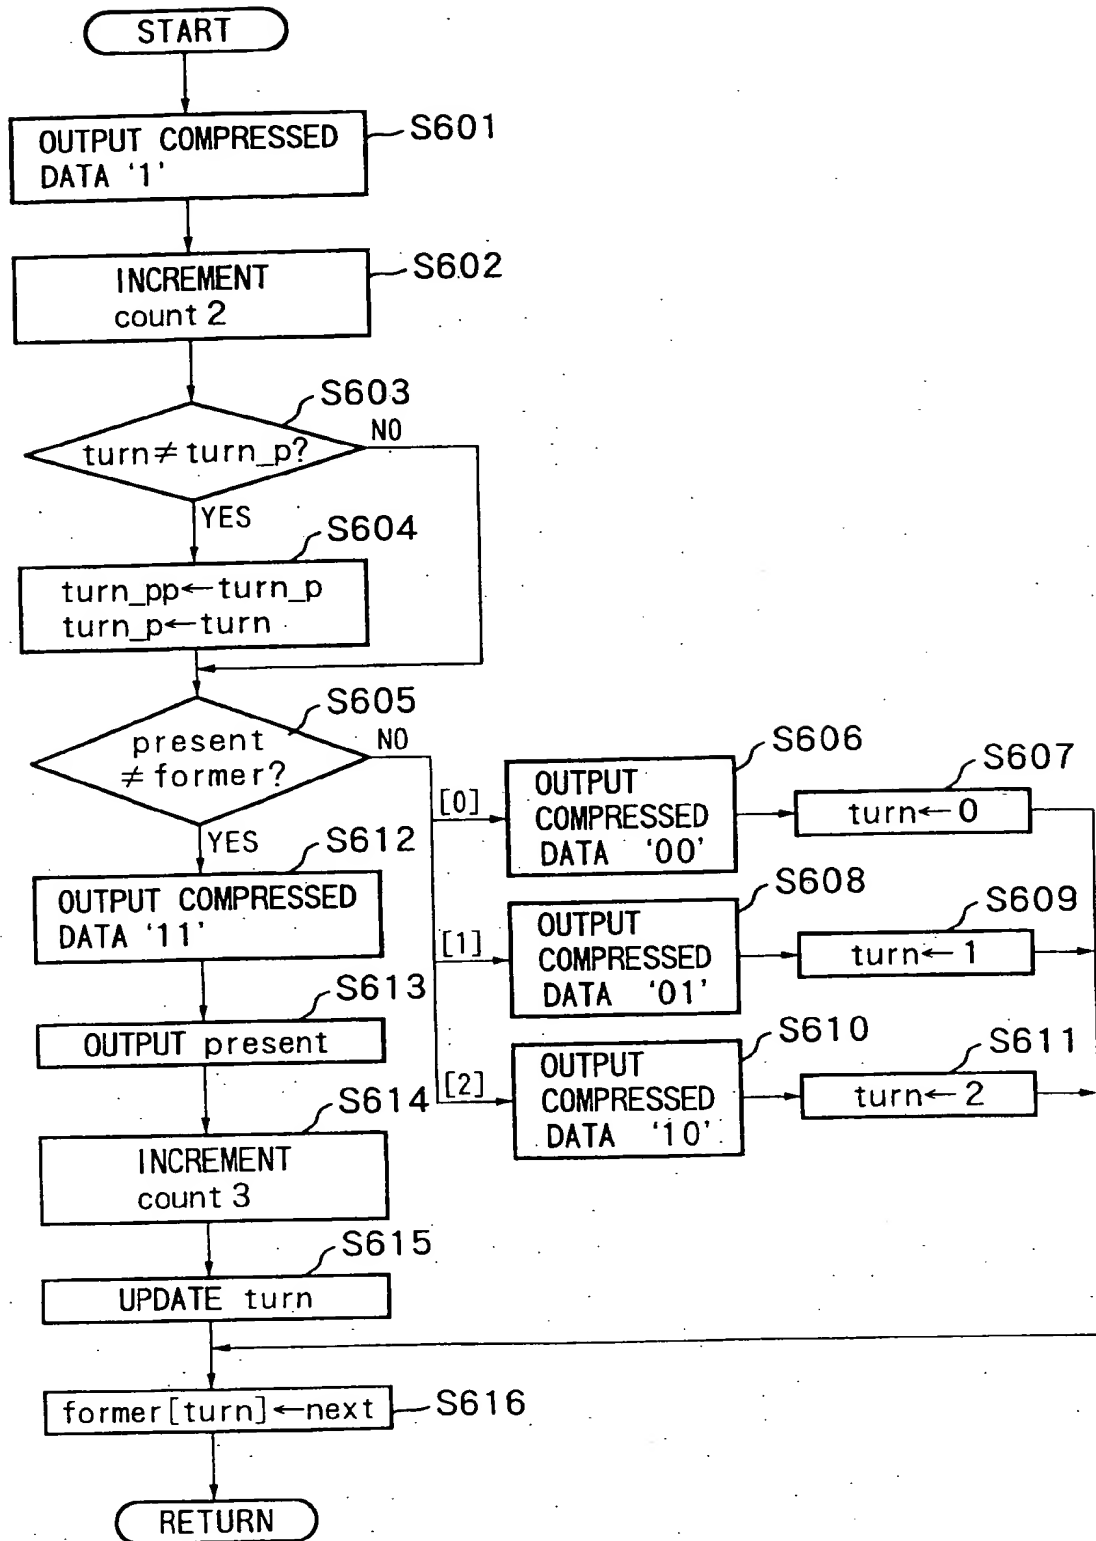 START
OUTPUT COMPRESSED
DATA '1'
S601
INCREMENT
count 2
S602
S603
turn≠turn_p?
NO
YES
S604
turn_pp←turn_p
turn_p←turn
S605
present
≠ former?
NO
YES
[0]
S606
OUTPUT
COMPRESSED
DATA '00'
S607
turn←0
[1]
S608
OUTPUT
COMPRESSED
DATA '01'
S609
turn←1
[2]
S610
OUTPUT
COMPRESSED
DATA '10'
S611
turn←2
S612
OUTPUT COMPRESSED
DATA '11'
S613
OUTPUT present
S614
INCREMENT
count 3
S615
UPDATE turn
former[turn]←next
S616
RETURN